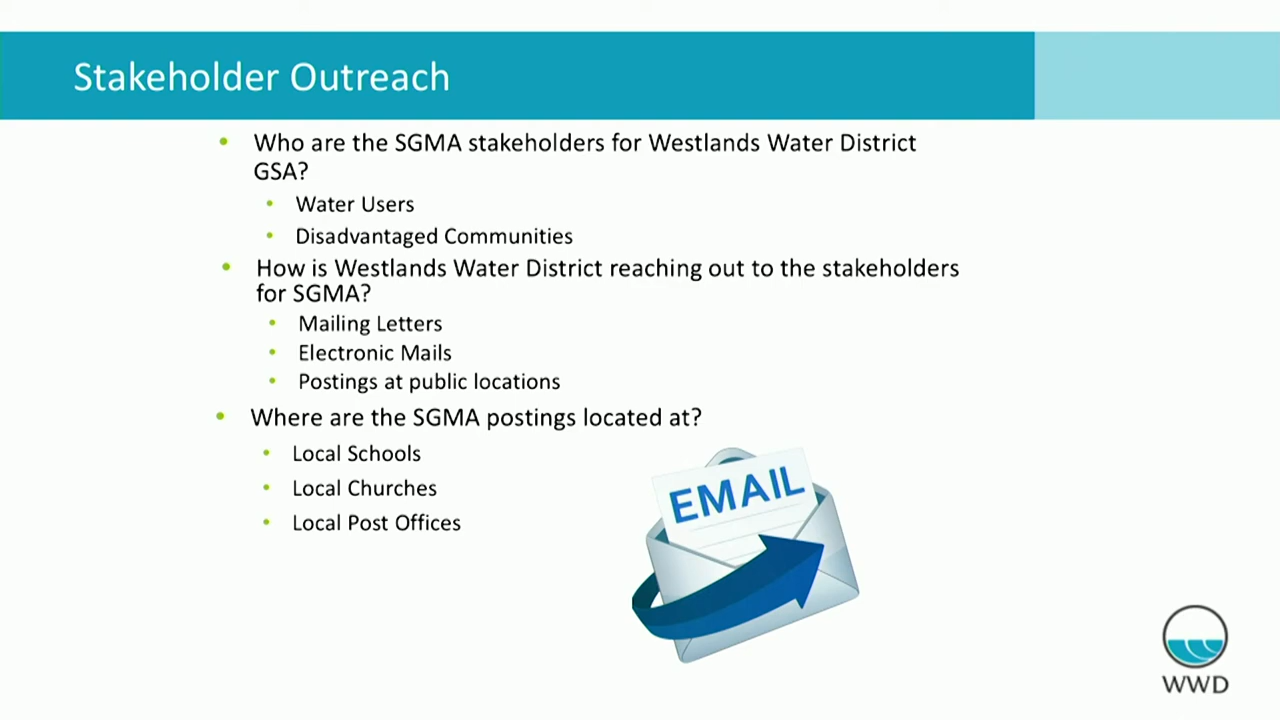 Stakeholder Outreach
• Who are the SGMA stakeholders for Westlands Water District
GSA?
• Water Users
• Disadvantaged Communities
• How is Westlands Water District reaching out to the stakeholders
for SGMA?
• Mailing Letters
• Electronic Mails
• Postings at public locations
• Where are the SGMA postings located at?
• Local Schools
• Local Churches
• Local Post Offices
EMAIL
WWD